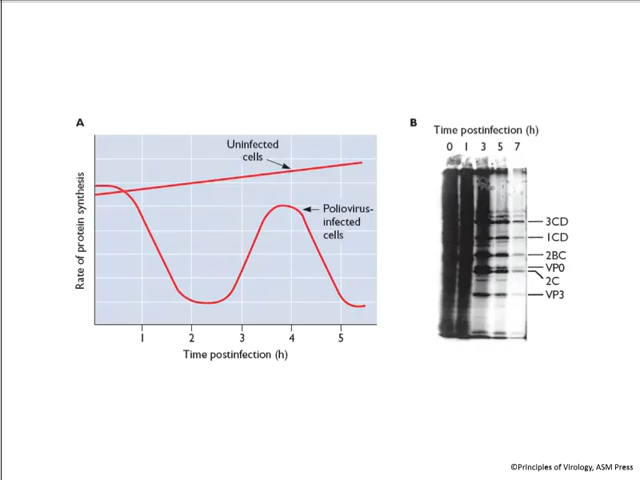 A
Uninfected
cells
Poliovirus-
infected
cells
Rate of protein synthesis
1 2 3 4 5
Time postinfection (h)
B
Time postinfection (h)
0 1 3 5 7
3CD
1CD
2BC
VP0
2C
VP3
©Principles of Virology, ASM Press